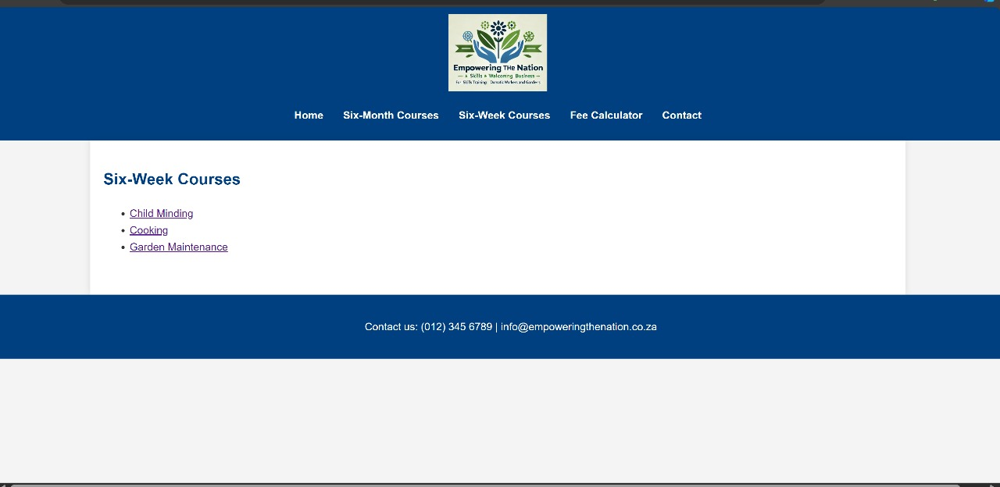 Empowering THE Nation
— A Skills & Welcoming Business —
Home Six-Month Courses Six-Week Courses Fee Calculator Contact
Six-Week Courses
• Child Minding
• Cooking
• Garden Maintenance
Contact us: (012) 345 6789 | info@empoweringthenation.co.za